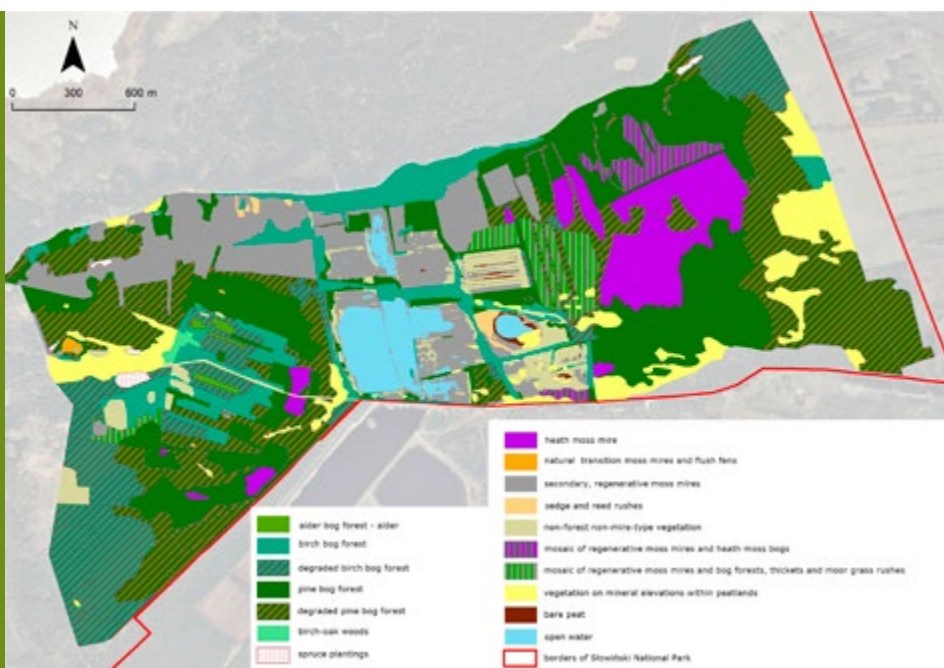 N
0 300 600 m
alder bog forest - alder
birch bog forest
degraded birch bog forest
pine bog forest
degraded pine bog forest
birch-oak woods
spruce plantings
heath moss mire
natural transition moss mires and flush fens
secondary, regenerative moss mires
sedge and reed rushes
non-forest non-mire-type vegetation
mosaic of regenerative moss mires and heath moss bogs
mosaic of regenerative moss mires and bog forests, thickets and moor grass rushes
vegetation on mineral elevations within peatlands
bare peat
open water
borders of Słowiński National Park